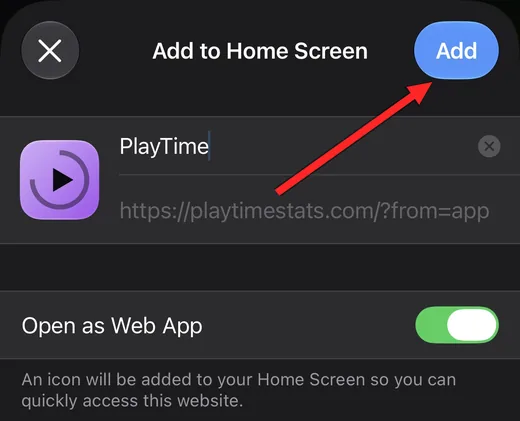 Add to Home Screen
Add
PlayTime
https://playtimestats.com/?from=app
Open as Web App
An icon will be added to your Home Screen so you can
quickly access this website.